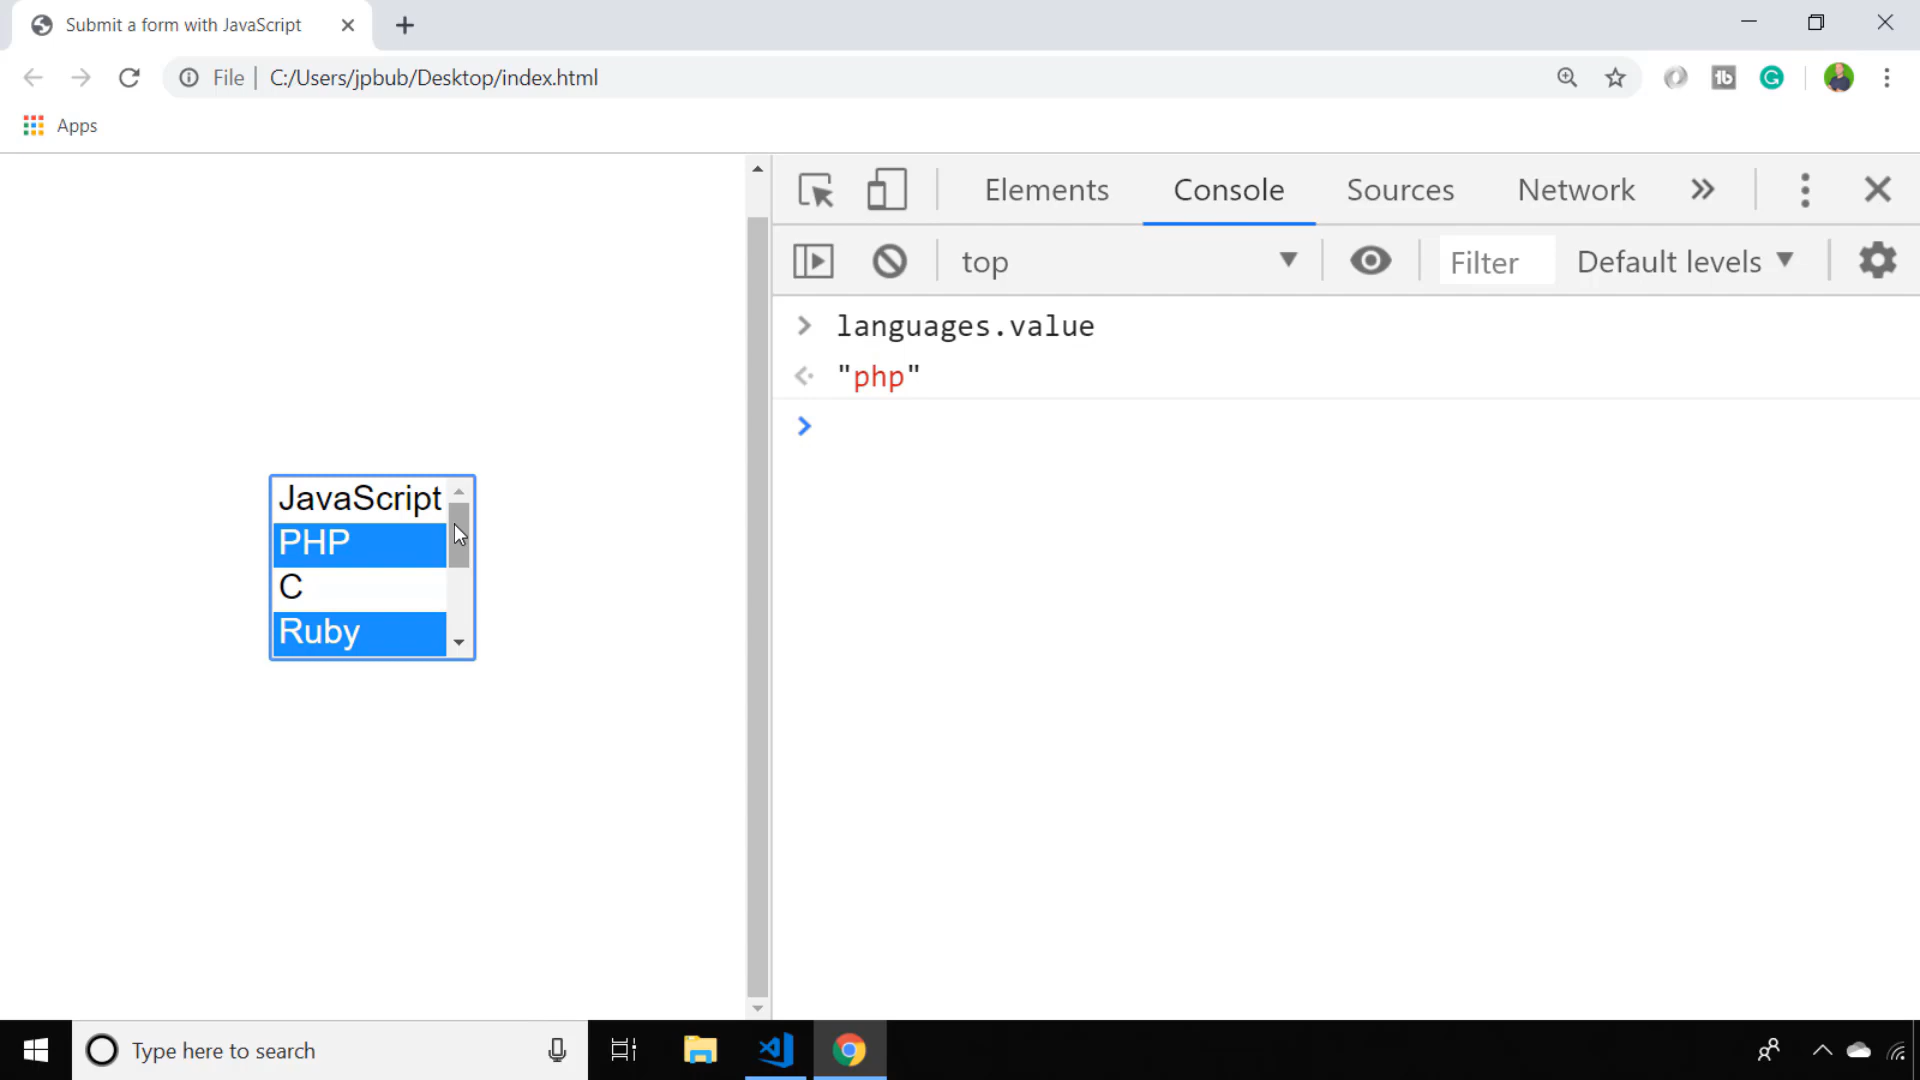 Submit a form with JavaScript
File | C:/Users/jpbub/Desktop/index.html
Apps
Elements Console Sources Network
top Filter Default levels
languages.value
"php"
JavaScript
PHP
C
Ruby
Type here to search